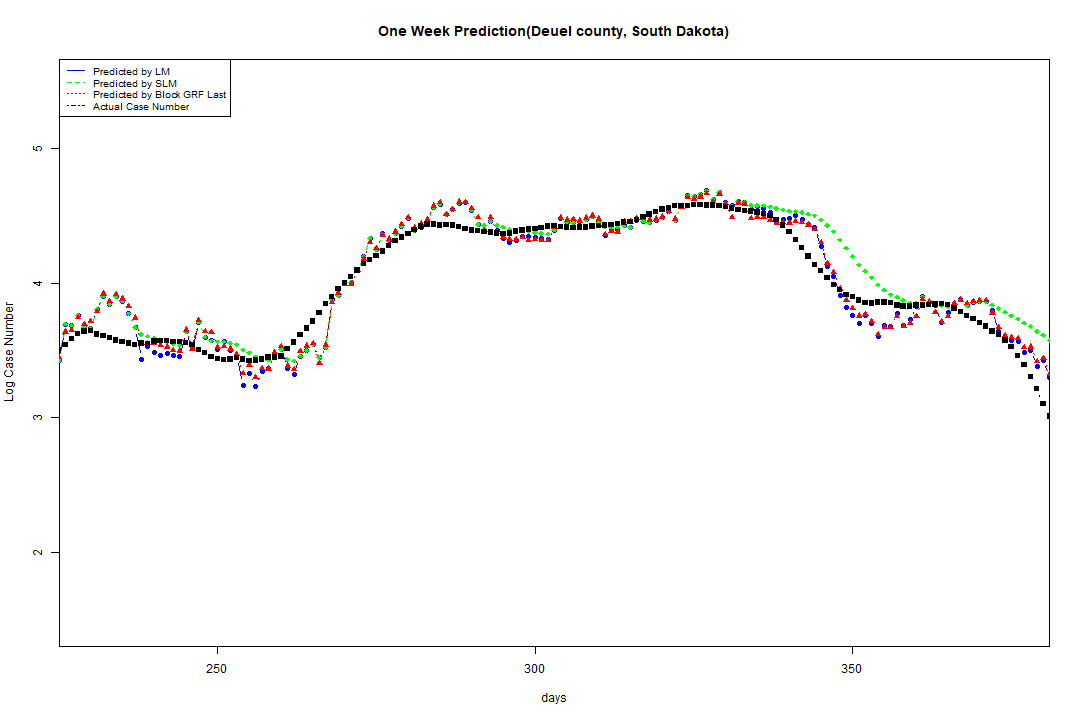 One Week Prediction(Deuel county, South Dakota)
Predicted by LM
Predicted by SLM
Predicted by Block GRF Last
Actual Case Number
5
4
3
2
Log Case Number
250
300
350
days